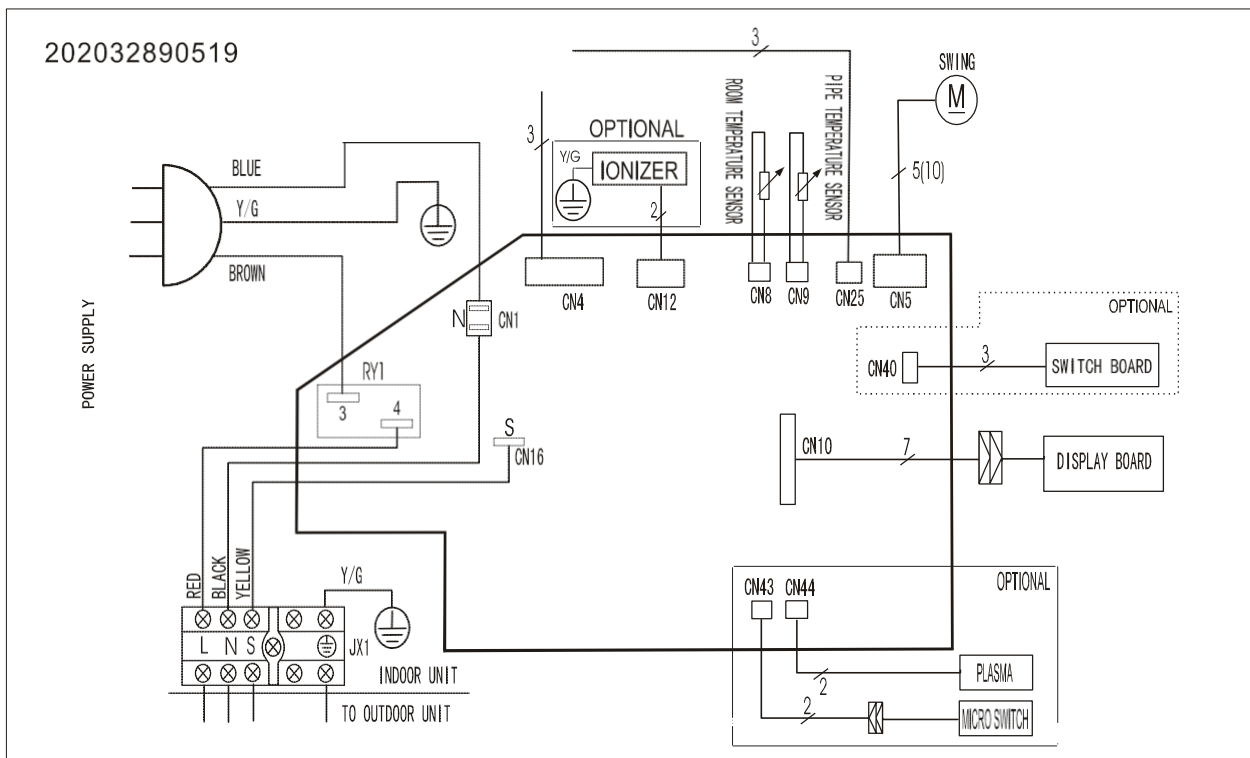 202032890519
3
SWING
M
ROOM TEMPERATURE SENSOR
PIPE TEMPERATURE SENSOR
3
OPTIONAL
Y/G
IONIZER
2
5(10)
BLUE
Y/G
BROWN
POWER SUPPLY
CN4
CN12
CN8
CN9
CN25
CN5
N
CN1
OPTIONAL
CN40
3
SWITCH BOARD
RY1
3
4
S
CN16
CN10
7
DISPLAY BOARD
RED
BLACK
YELLOW
Y/G
L N S
JX1
INDOOR UNIT
TO OUTDOOR UNIT
OPTIONAL
CN43
CN44
2
PLASMA
2
MICRO SWITCH